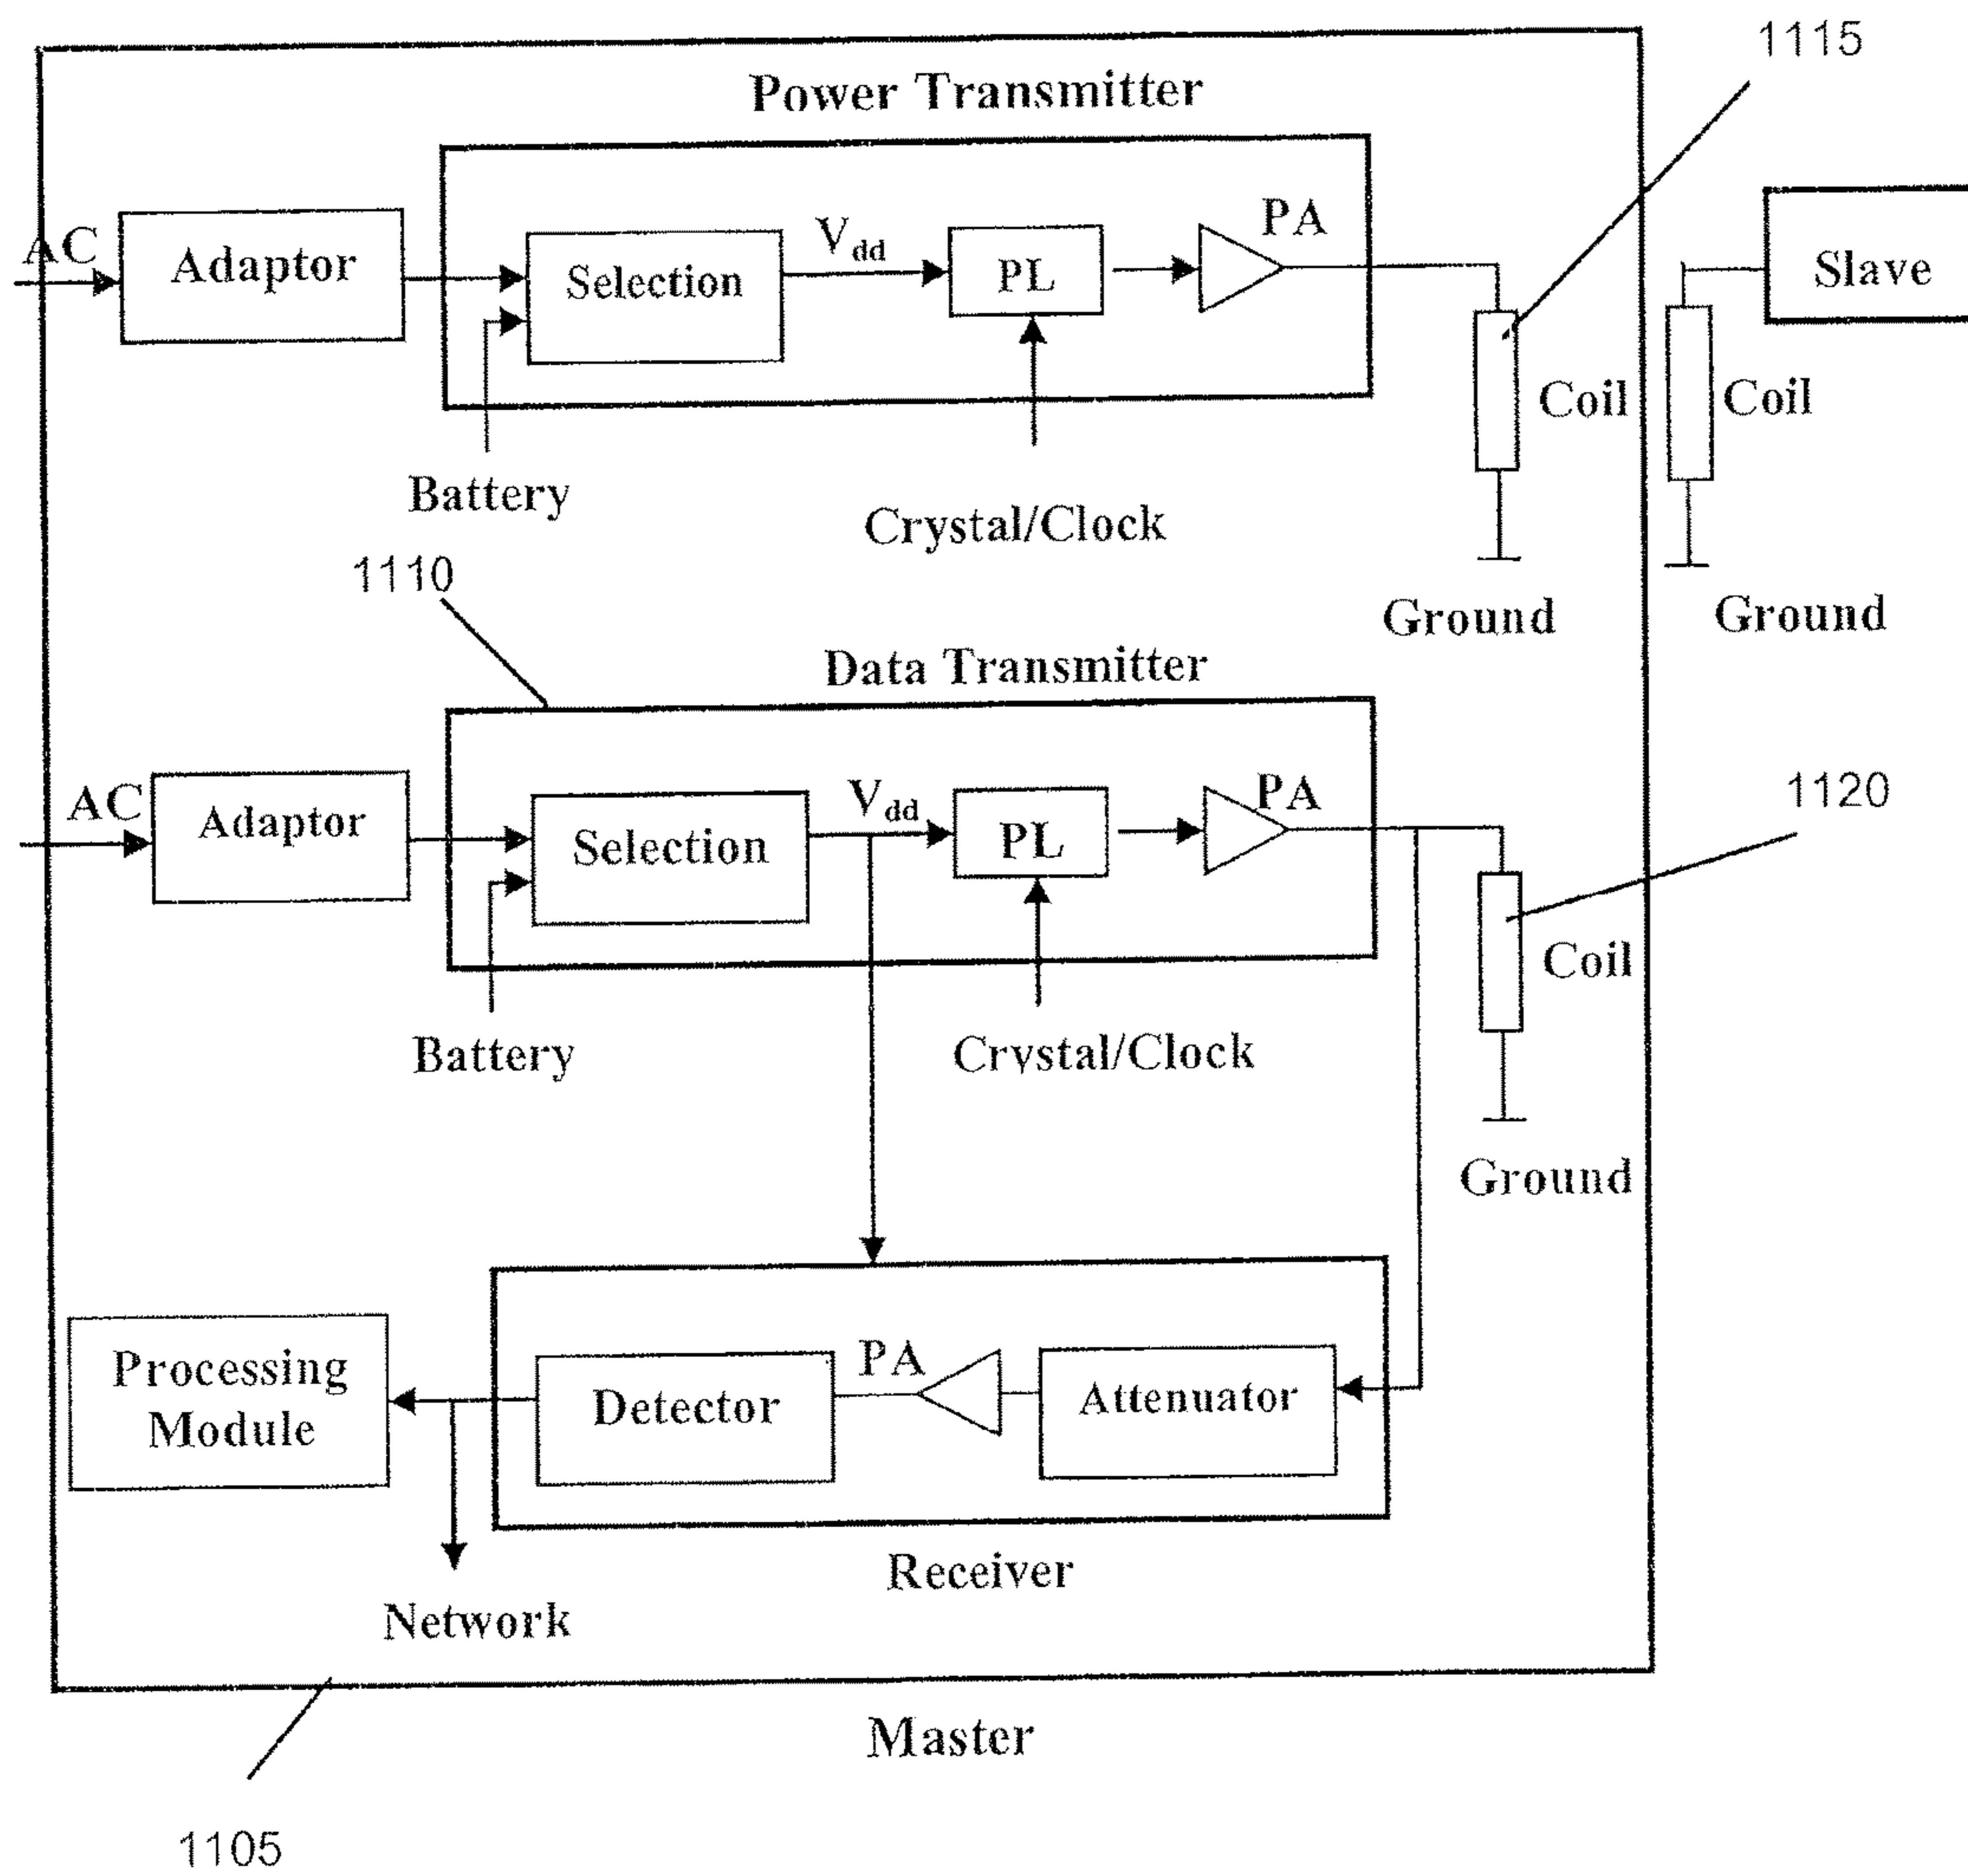 1115
Power Transmitter
AC
Adaptor
Selection
Vdd
PL
PA
Slave
Coil
Coil
Battery
Crystal/Clock
1110
Ground
Ground
Data Transmitter
AC
Adaptor
Selection
Vdd
PL
PA
1120
Coil
Battery
Crystal/Clock
Ground
Processing
Module
Detector
PA
Attenuator
Receiver
Network
Master
1105